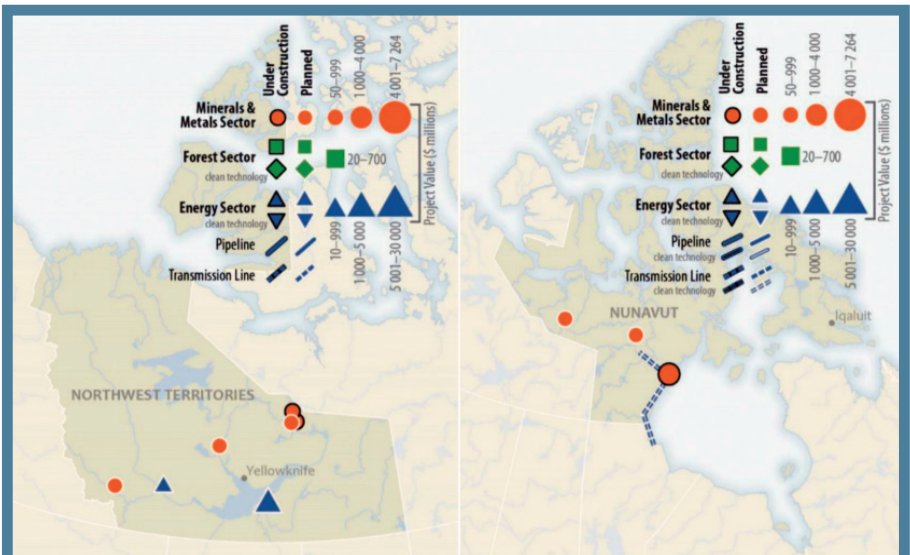 Under
Construction
Planned
50–999
1 000–4 000
4 001–7 264
Minerals &
Metals Sector
Forest Sector
clean technology
20–700
Energy Sector
clean technology
Pipeline
Transmission Line
10–999
1 000–5 000
5 001–30 000
Project Value ($ millions)
NORTHWEST TERRITORIES
Yellowknife
Under
Construction
Planned
50–999
1 000–4 000
4 001–7 264
Minerals &
Metals Sector
Forest Sector
clean technology
20–700
Energy Sector
clean technology
Pipeline
clean technology
Transmission Line
clean technology
10–999
1 000–5 000
5 001–30 000
Project Value ($ millions)
NUNAVUT
Iqaluit